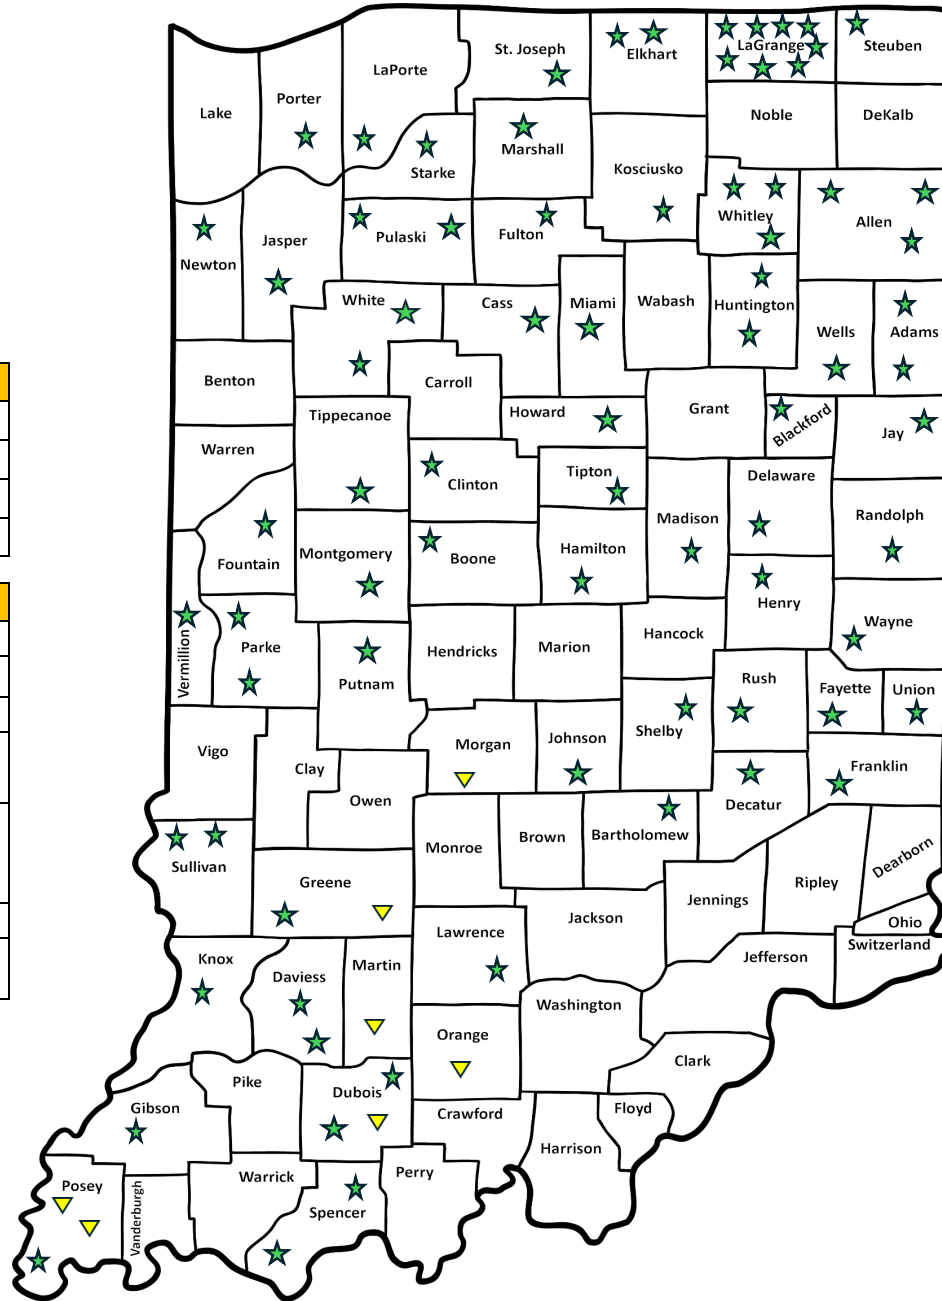 St. Joseph
Elkhart
LaGrange
Steuben
LaPorte
Porter
Lake
Noble
DeKalb
Marshall
Starke
Kosciusko
Whitley
Allen
Pulaski
Fulton
Jasper
Newton
White
Cass
Miami
Wabash
Huntington
Wells
Adams
Benton
Carroll
Tippecanoe
Howard
Grant
Blackford
Jay
Warren
Clinton
Tipton
Delaware
Madison
Randolph
Fountain
Montgomery
Boone
Hamilton
Henry
Wayne
Vermillion
Parke
Putnam
Hendricks
Marion
Hancock
Rush
Fayette
Union
Shelby
Vigo
Clay
Morgan
Johnson
Franklin
Owen
Decatur
Monroe
Brown
Bartholomew
Dearborn
Sullivan
Greene
Jennings
Ripley
Jackson
Ohio
Lawrence
Switzerland
Knox
Daviess
Martin
Jefferson
Washington
Orange
Clark
Pike
Dubois
Gibson
Crawford
Floyd
Harrison
Posey
Vanderburgh
Warrick
Perry
Spencer